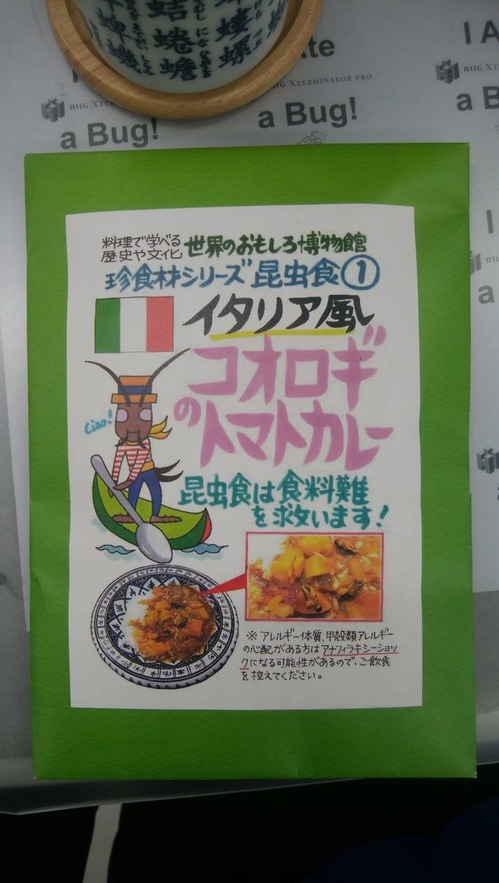 I Ate
I A
HIIG XTERMINATOR PRO
HIIG XTE
a Bug!
a Bug!
a B
料理で学べる
歴史や文化
世界のおもしろ博物館
珍食材シリーズ昆虫食①
イタリア風
コオロギ
のトマトカレー
Ciao!
昆虫食は食料難
を救います!
※アレルギー体質、甲殻類アレルギー
の心配がある方はアナフィラキシーショッ
クになる可能性があるので、ご飲食
を控えてください。